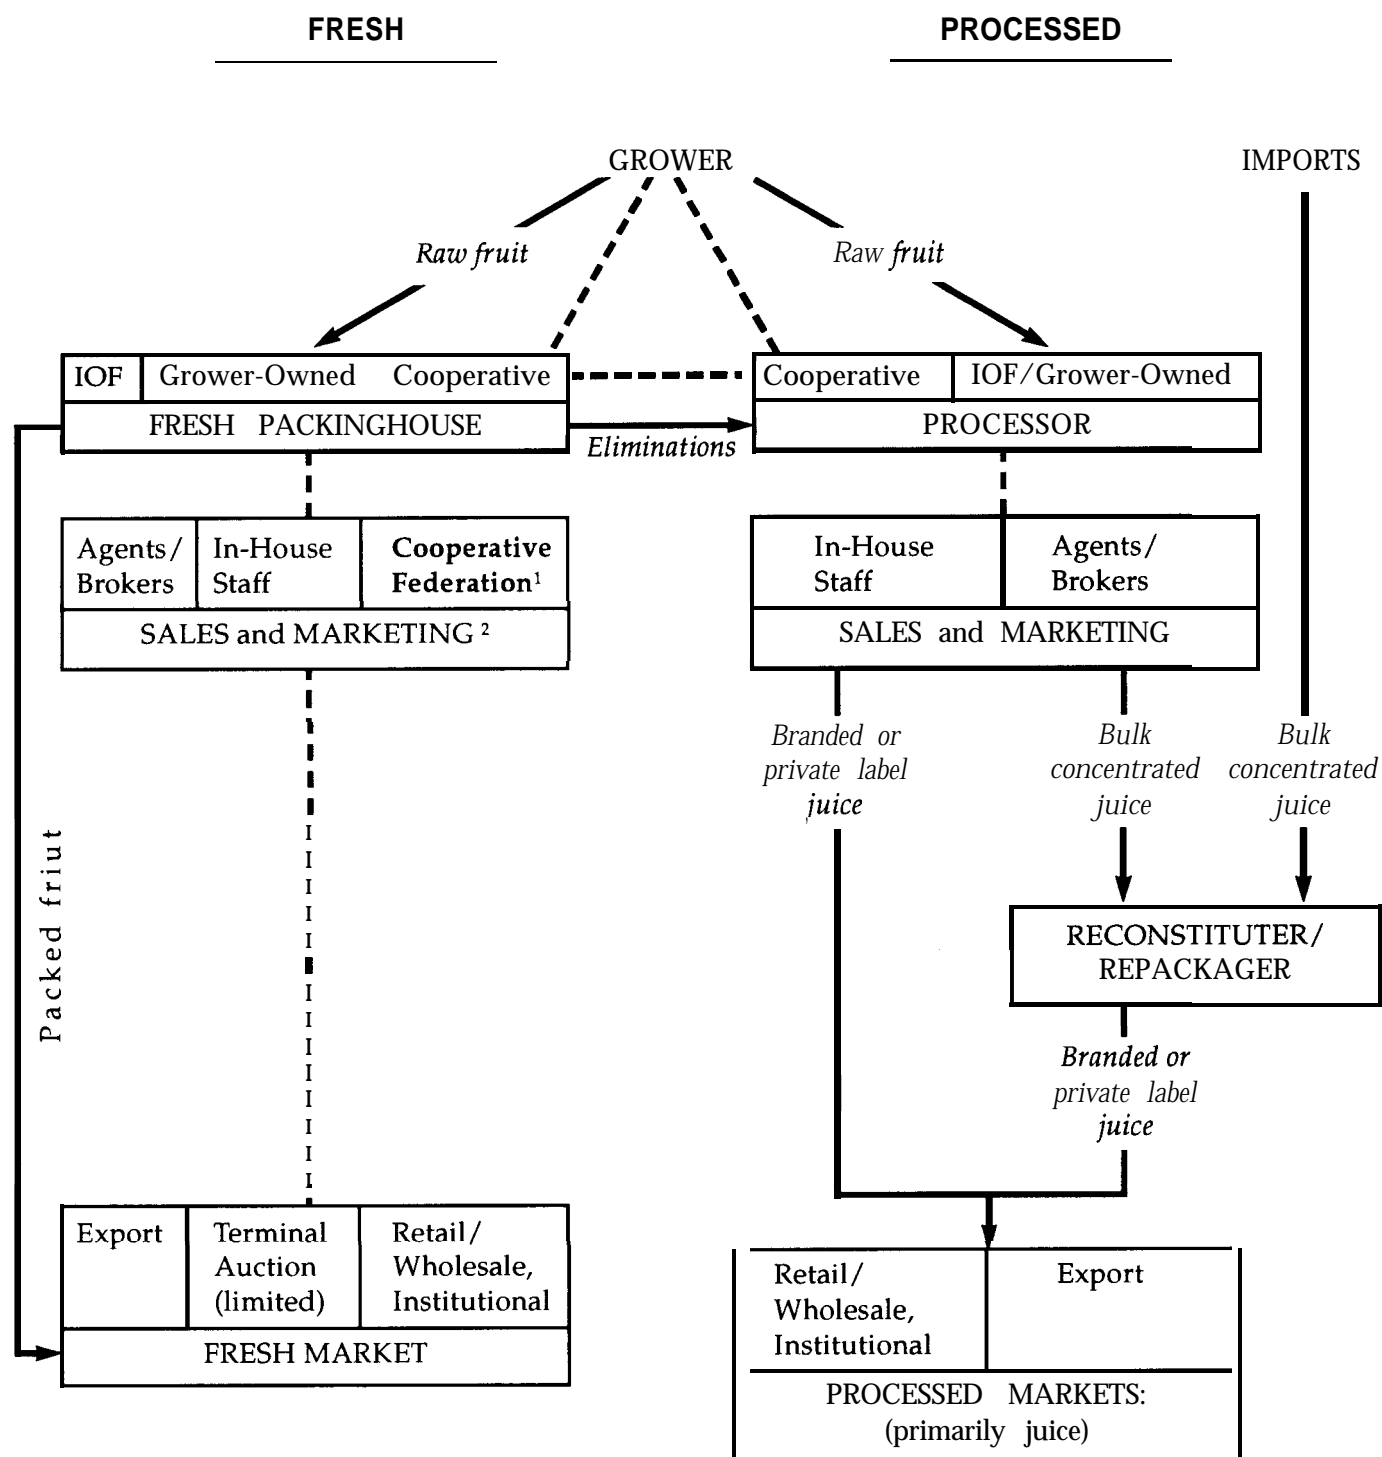 FRESH
PROCESSED
GROWER
IMPORTS
Raw fruit
Raw fruit
IOF
Grower-Owned Cooperative
Cooperative
IOF/Grower-Owned
FRESH PACKINGHOUSE
Eliminations
PROCESSOR
Agents/
Brokers
In-House
Staff
Cooperative
Federation¹
SALES and MARKETING ²
In-House
Staff
Agents/
Brokers
SALES and MARKETING
Branded or
private label
juice
Bulk
concentrated
juice
Bulk
concentrated
juice
Packed friut
RECONSTITUTER/
REPACKAGER
Branded or
private label
juice
Export
Terminal
Auction
(limited)
Retail/
Wholesale,
Institutional
FRESH MARKET
Retail/
Wholesale,
Institutional
Export
PROCESSED MARKETS:
(primarily juice)